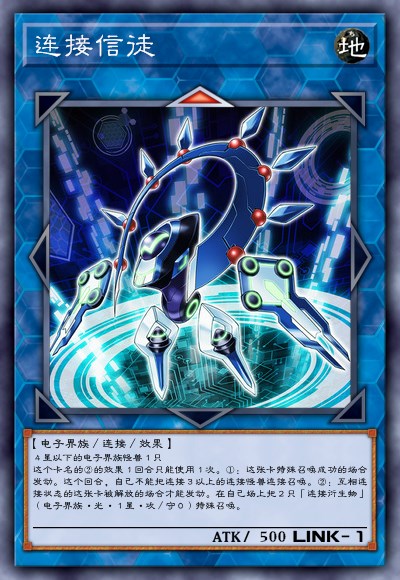 连接信徒
地
【电子界族／连接／效果】
4星以下的电子界族怪兽1只
这个卡名的②的效果1回合只能使用1次。①：这张卡特殊召唤成功的场合
发动。这个回合，自己不能把连接3以上的连接怪兽连接召唤。②：互相连
接状态的这张卡被解放的场合才能发动。在自己场上把2只「连接衍生物」
（电子界族·光·1星·攻/守0）特殊召唤。
ATK/ 500 LINK-1